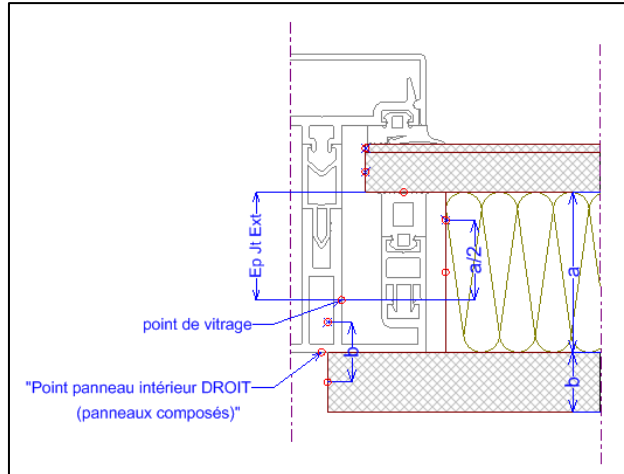 Ep Jt Ext
a/2
a
point de vitrage
b
b
"Point panneau intérieur DROIT
(panneaux composés)"